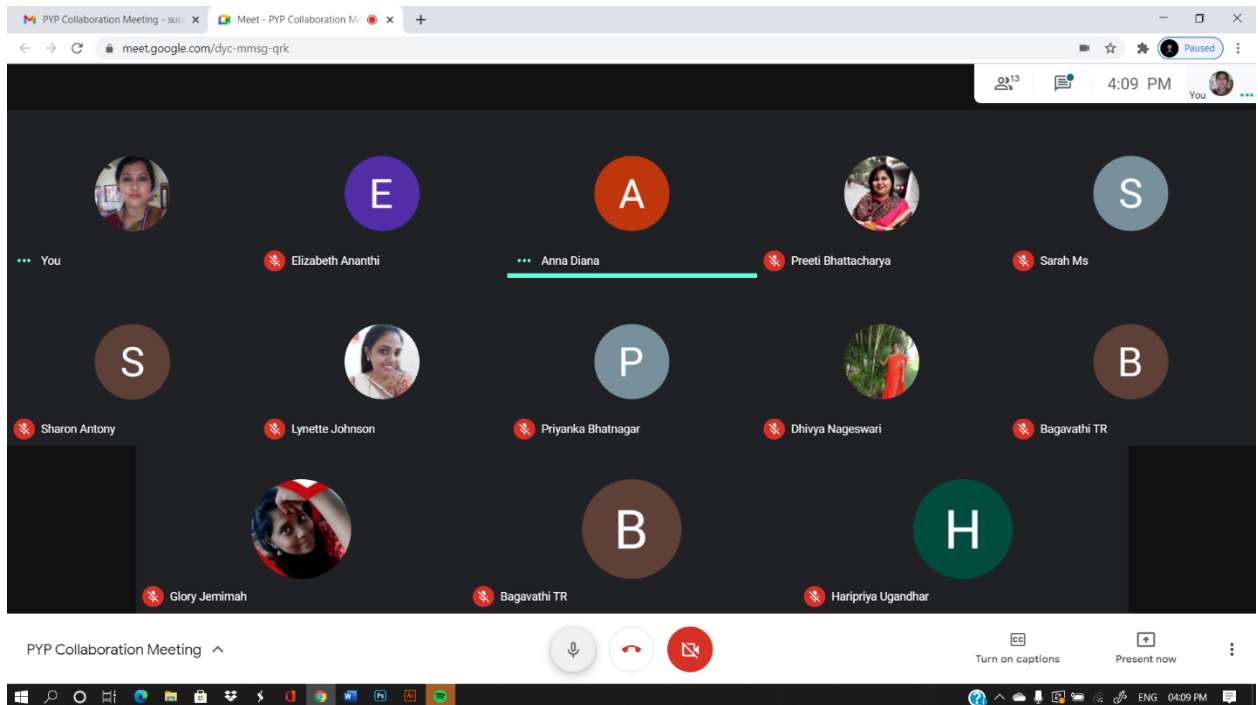 PYP Collaboration Meeting - sus
Meet - PYP Collaboration Me
meet.google.com/dyc-mmsg-qrk
Paused
13
4:09 PM
You
E
A
S
You
Elizabeth Ananthi
Anna Diana
Preeti Bhattacharya
Sarah Ms
S
P
B
Sharon Antony
Lynette Johnson
Priyanka Bhatnagar
Dhivya Nageswari
Bagavathi TR
B
H
Glory Jemimah
Bagavathi TR
Haripriya Ugandhar
PYP Collaboration Meeting
CC
Turn on captions
Present now
W
Ps
Ai
ENG
04:09 PM